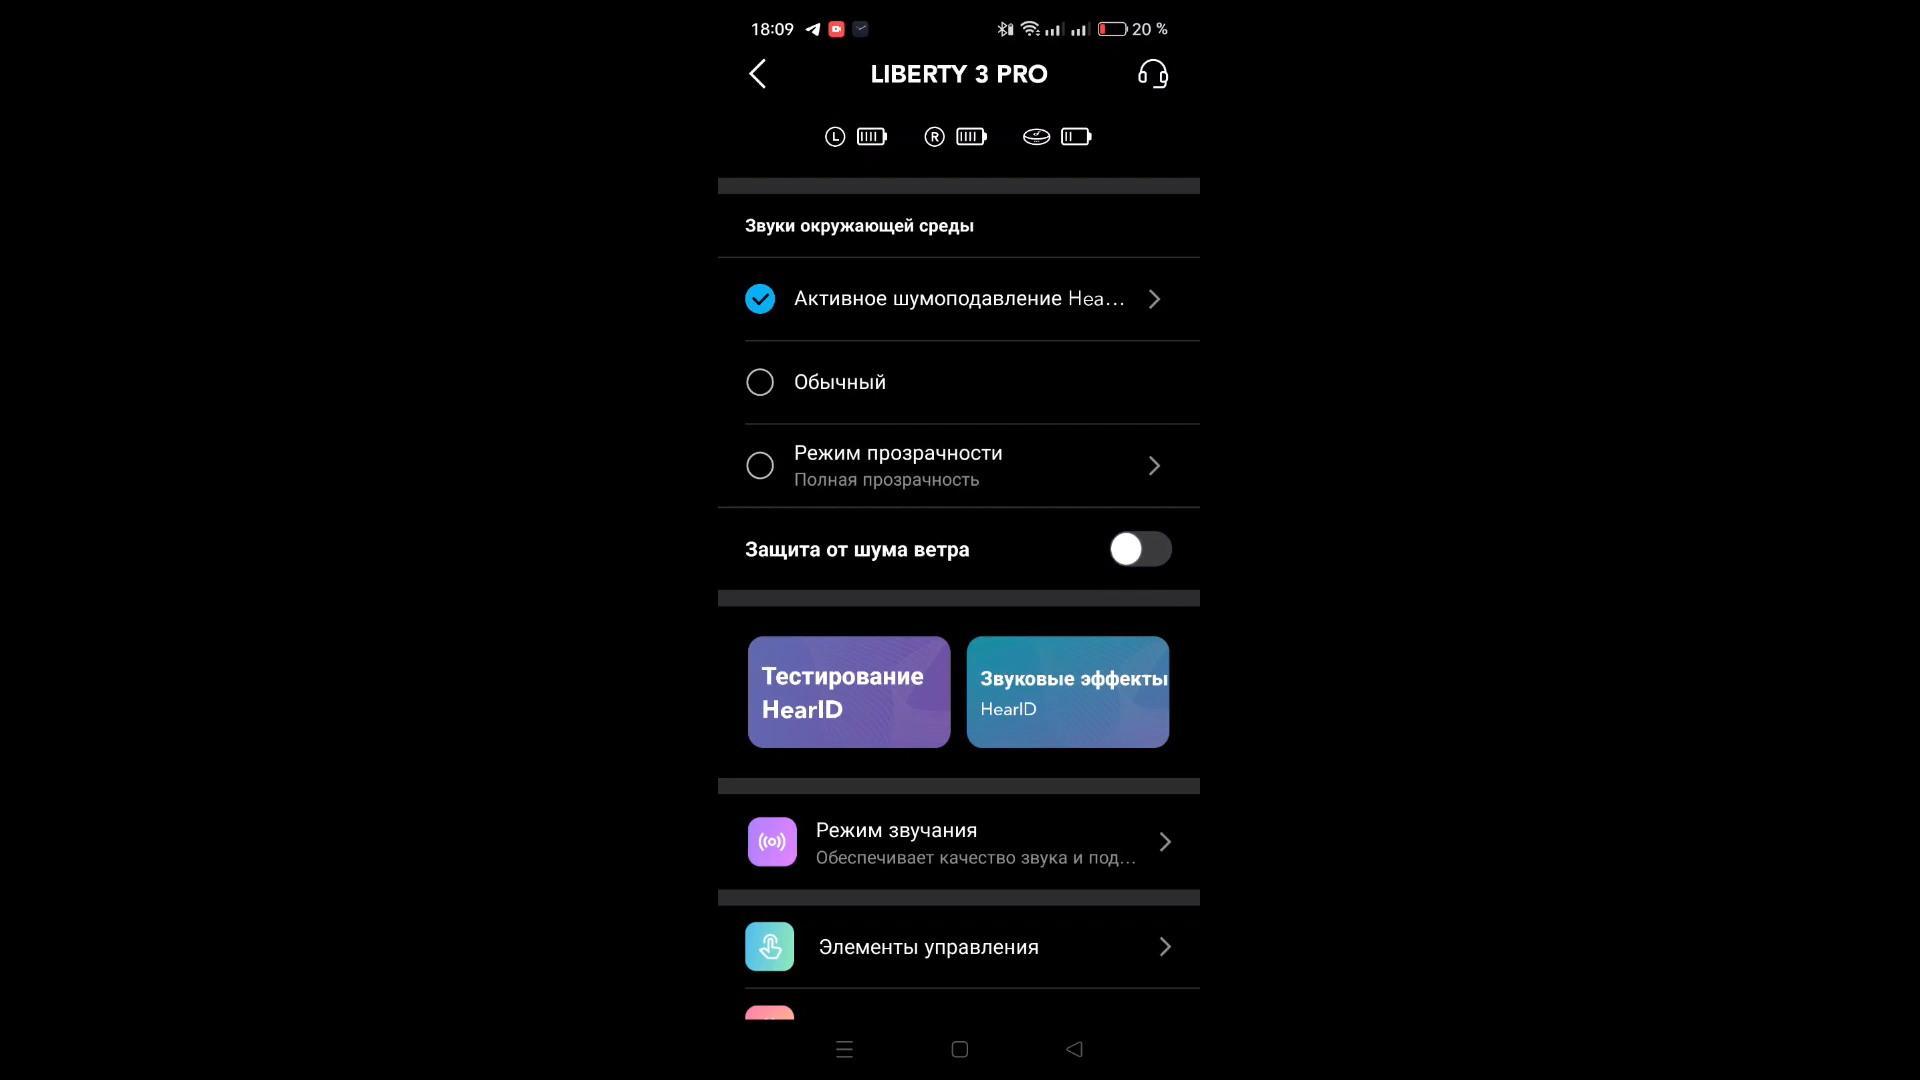 18:09 20 %
LIBERTY 3 PRO
L R
Звуки окружающей среды
Активное шумоподавление Hea...
Обычный
Режим прозрачности
Полная прозрачность
Защита от шума ветра
Тестирование
HearID
Звуковые эффекты
HearID
Режим звучания
Обеспечивает качество звука и под...
Элементы управления